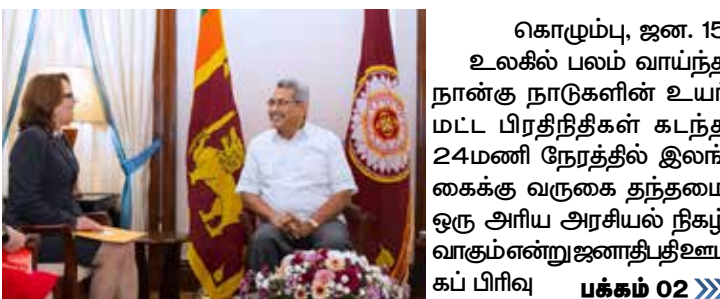 கொழும்பு, ஜன. 15
உலகில் பலம் வாய்ந்த
நான்கு நாடுகளின் உயர்
மட்ட பிரதிநிதிகள் கடந்த
24மணி நேரத்தில் இலங்
கைக்கு வருகை தந்தமை
ஒரு அரிய அரசியல் நிகழ்
வாகும்என்றுஜனாதிபதிஊட
கப் பிரிவு பக்கம் 02